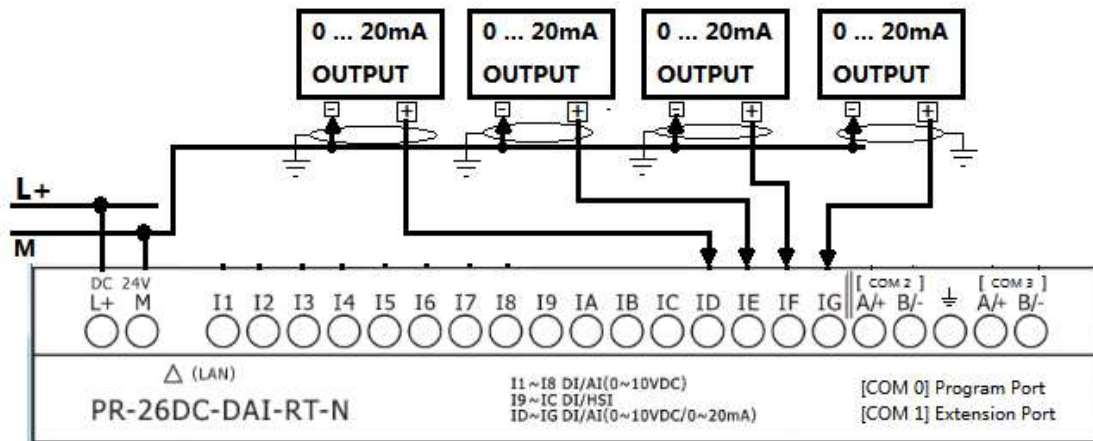 0 ... 20mA 0 ... 20mA 0 ... 20mA 0 ... 20mA
OUTPUT OUTPUT OUTPUT OUTPUT
- + - + - + - +
L+
M
DC 24V [ COM 2 ] [ COM 3 ]
L+ M I1 I2 I3 I4 I5 I6 I7 I8 I9 IA IB IC ID IE IF IG A/+ B/- A/+ B/-
(LAN)
PR-26DC-DAI-RT-N
I1~I8 DI/AI(0~10VDC)
I9~IC DI/HSI
ID~IG DI/AI(0~10VDC/0~20mA)
[COM 0] Program Port
[COM 1] Extension Port